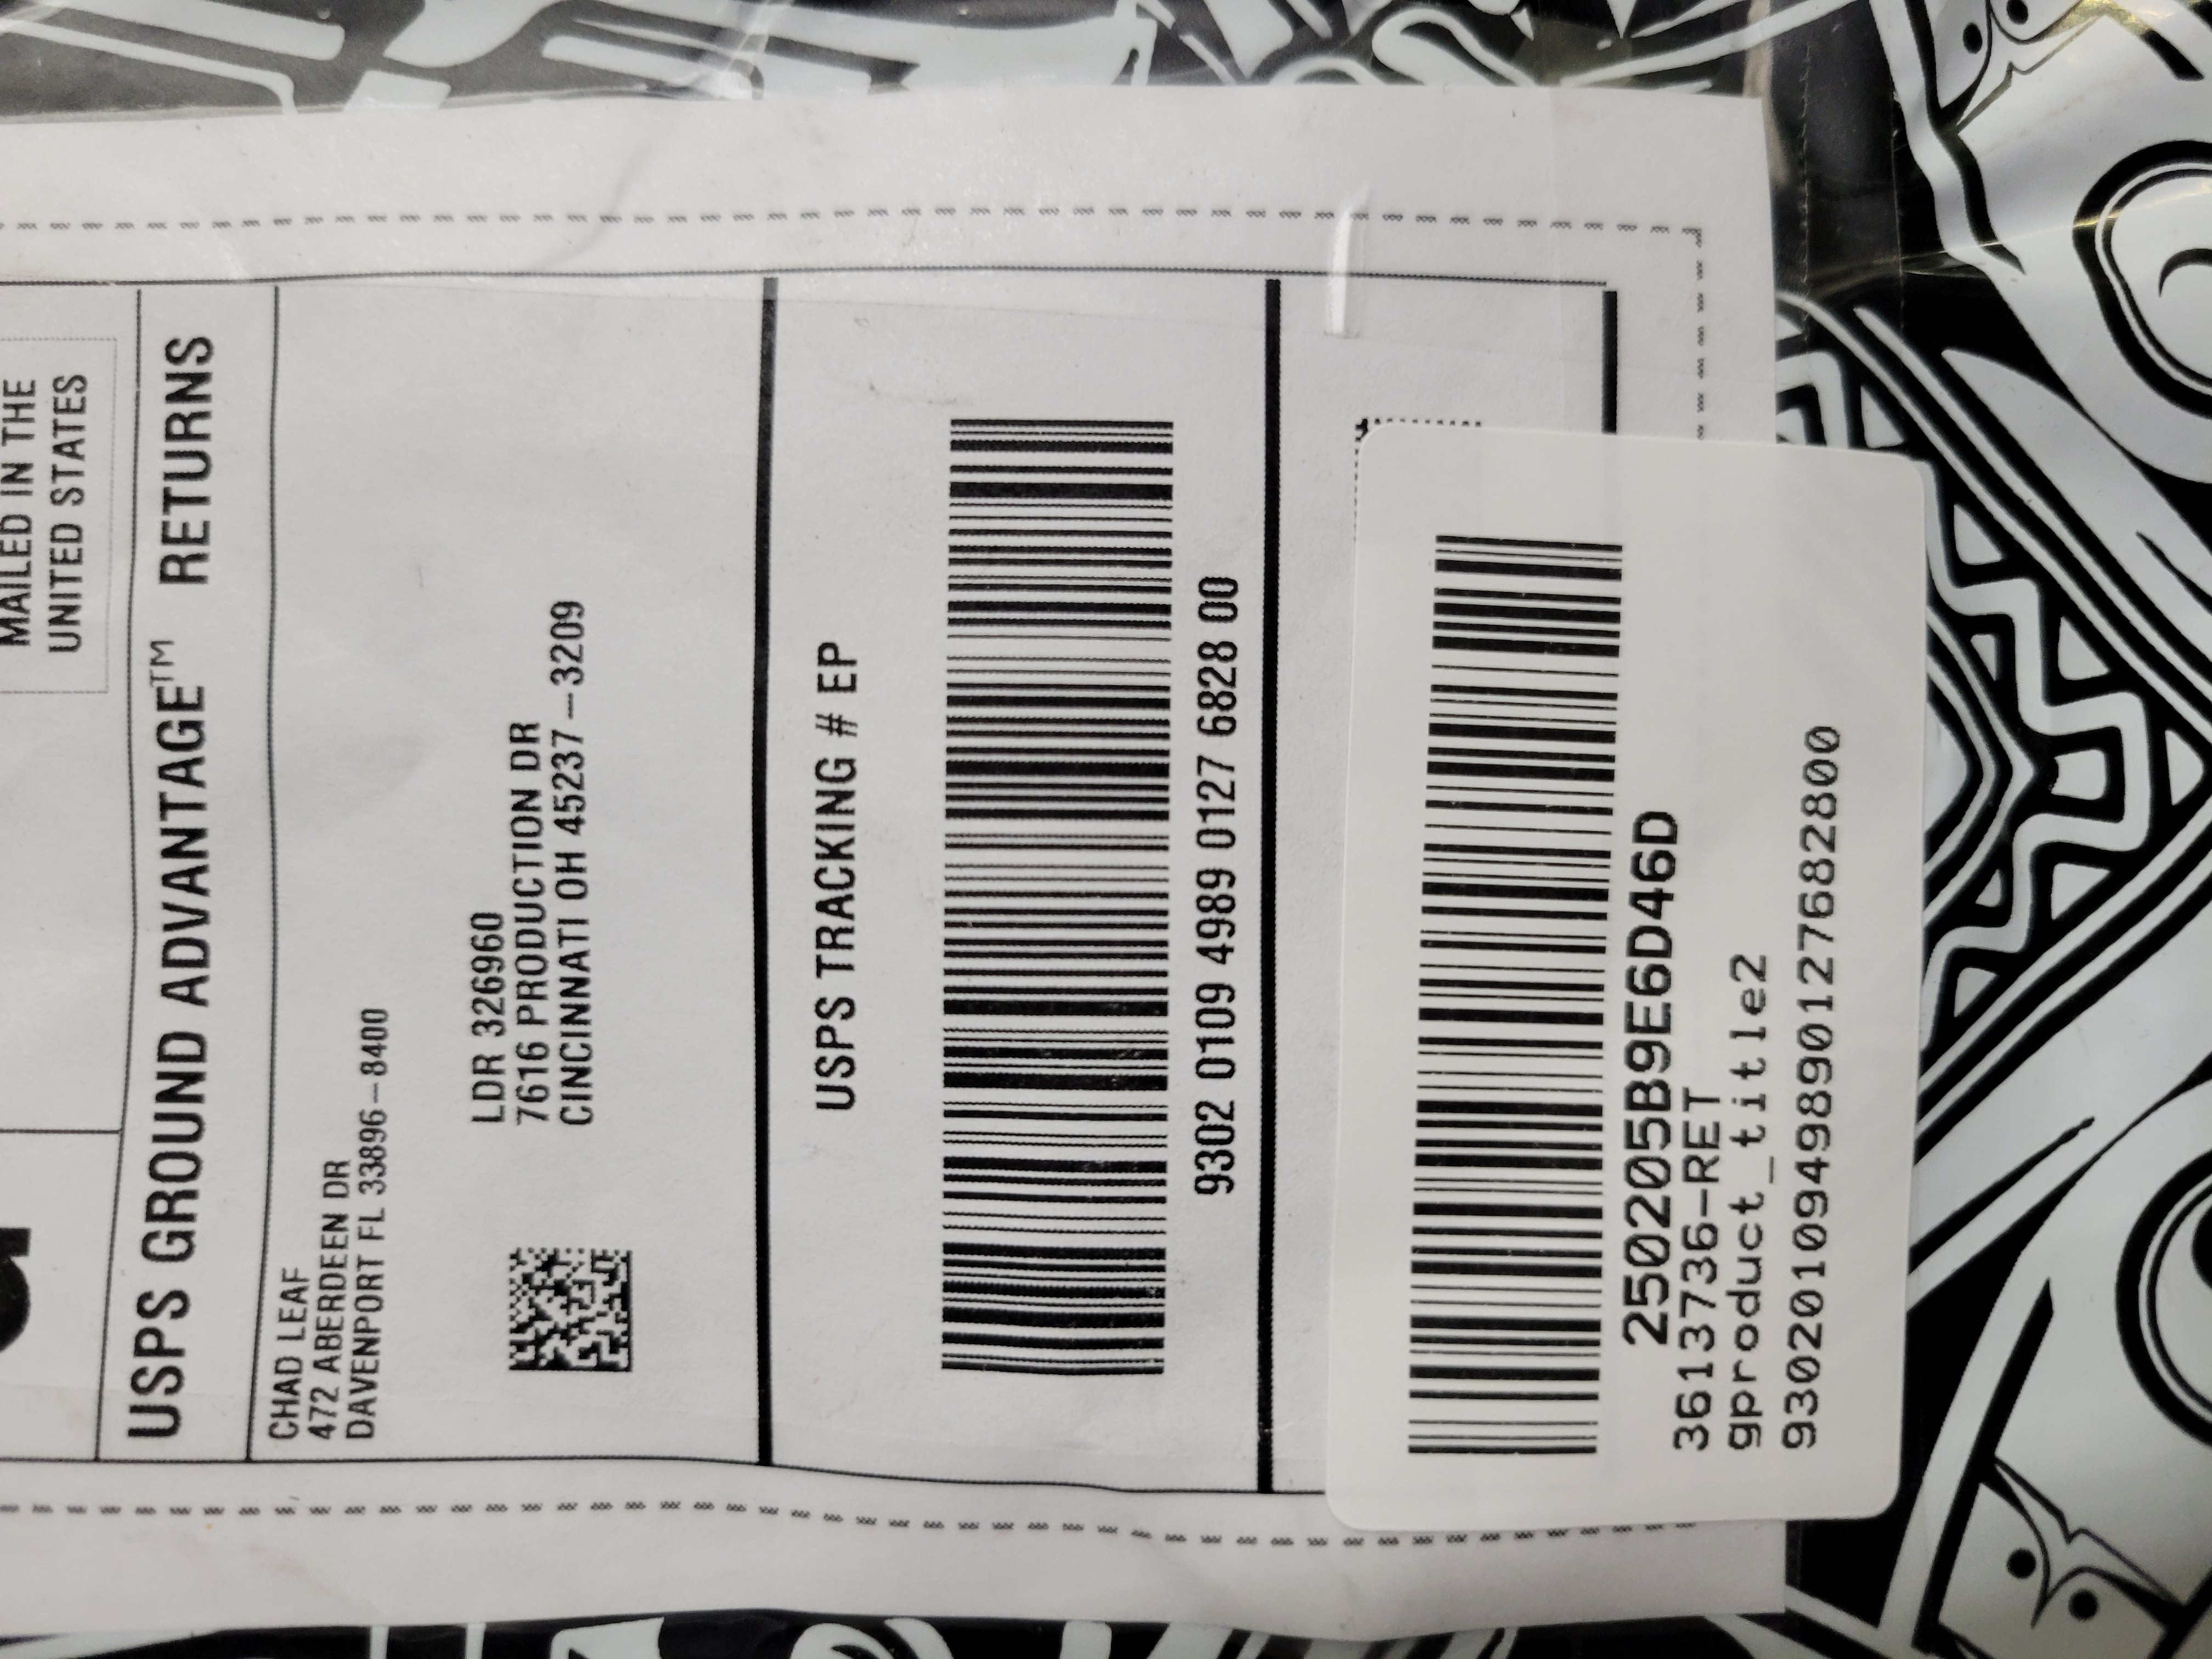 MAILED IN THE
UNITED STATES
USPS GROUND ADVANTAGE™ RETURNS
CHAD LEAF
472 ABERDEEN DR
DAVENPORT FL 33896-8400
LDR 326960
7616 PRODUCTION DR
CINCINNATI OH 45237-3209
USPS TRACKING # EP
9302 0109 4989 0127 6828 00
250205B9E6D46D
3613736-RET
gproduct_title2
9302010949890127682800